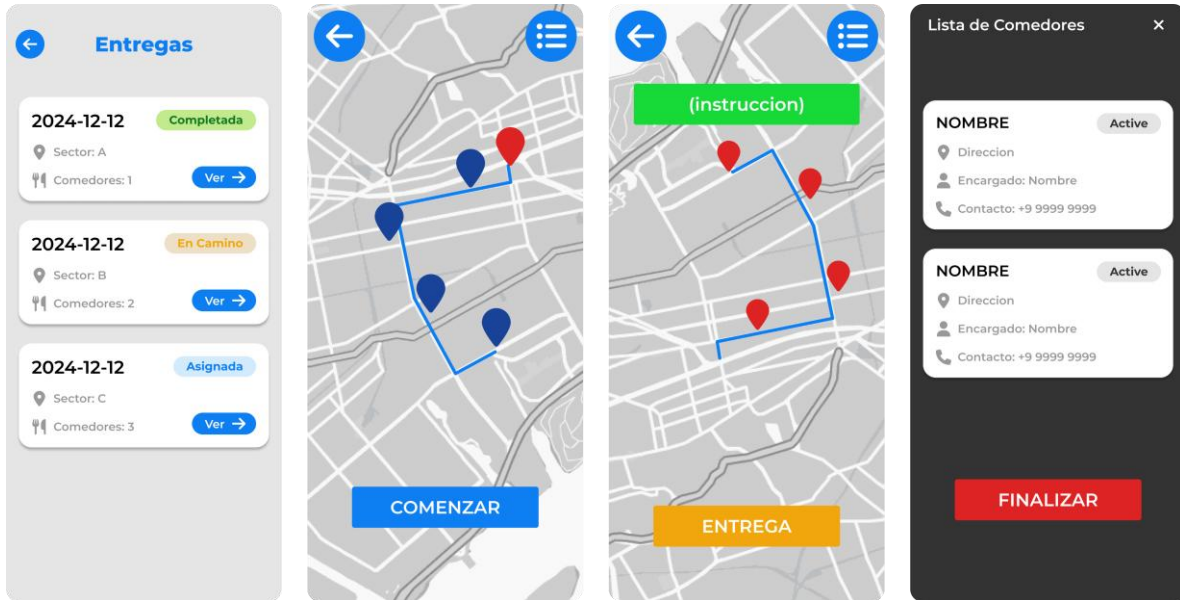 Entregas
2024-12-12
Completada
Sector: A
Comedores: 1
Ver
2024-12-12
En Camino
Sector: B
Comedores: 2
Ver
2024-12-12
Asignada
Sector: C
Comedores: 3
Ver
COMENZAR
(instruccion)
ENTREGA
Lista de Comedores
NOMBRE
Active
Direccion
Encargado: Nombre
Contacto: +9 9999 9999
NOMBRE
Active
Direccion
Encargado: Nombre
Contacto: +9 9999 9999
FINALIZAR